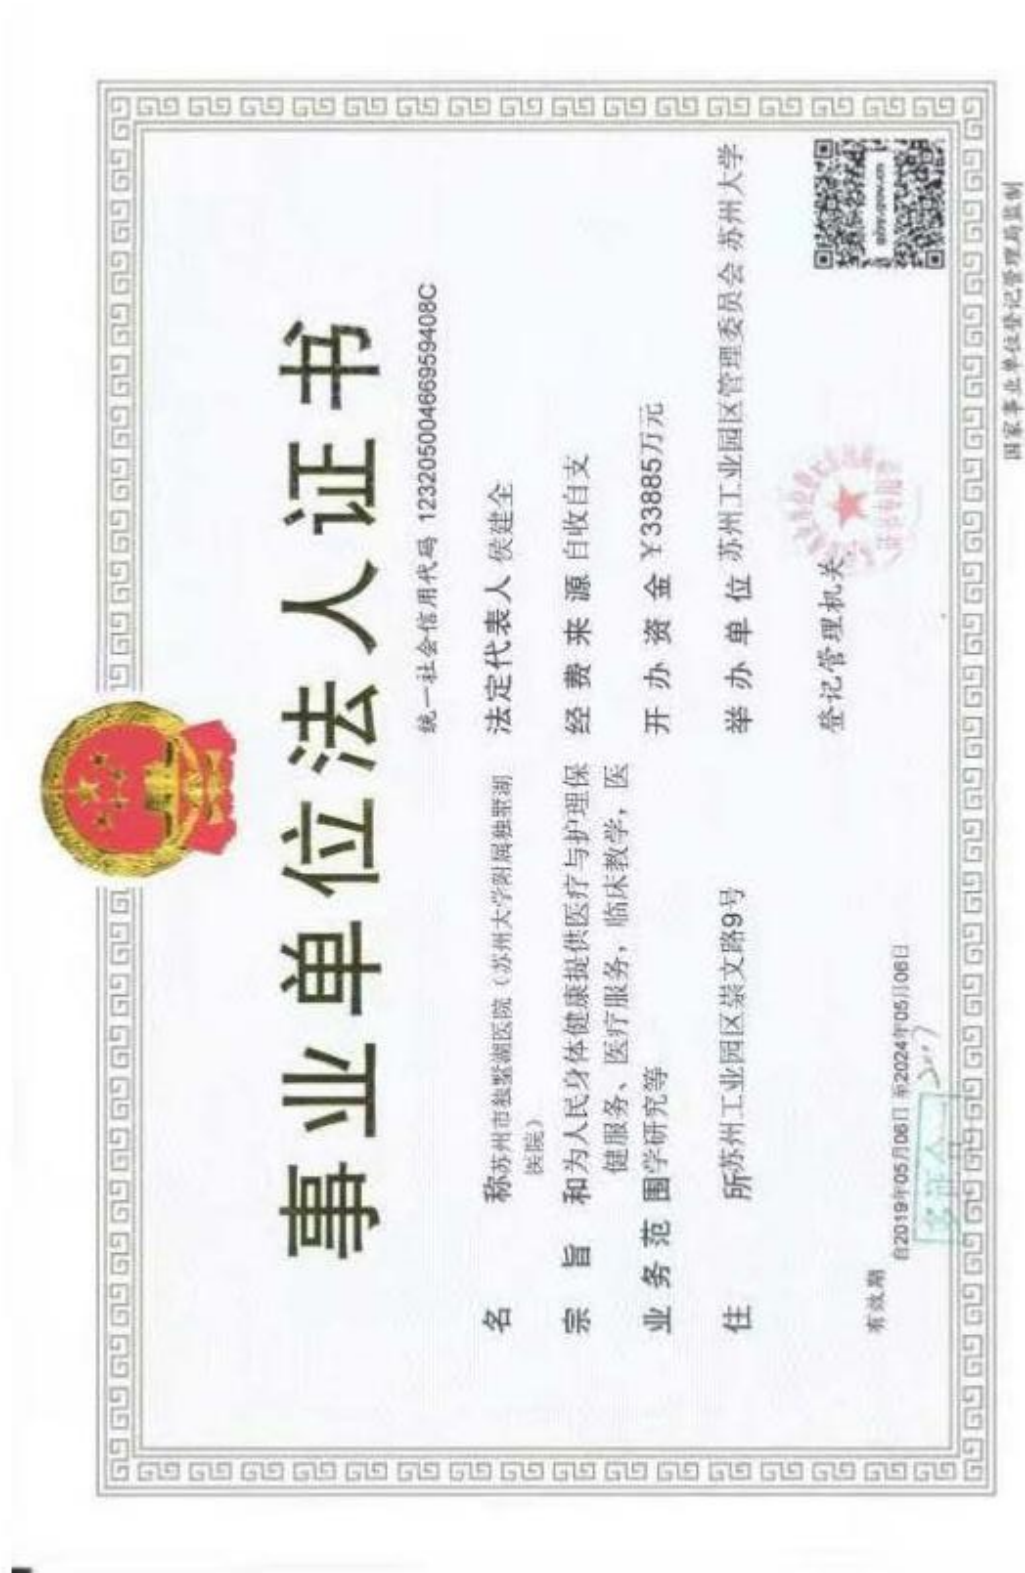 事业单位法人证书
统一社会信用代码 12320500466959408C
名 称 苏州市独墅湖医院（苏州大学附属独墅湖
医院）
法定代表人 侯建全
宗 旨 和 为人民身体健康提供医疗与护理保
健服务、医疗服务，临床教学，医
业 务 范 围 学研究等
经 费 来 源 自收自支
开 办 资 金 ￥33885万元
住 所 苏州工业园区崇文路9号
举 办 单 位 苏州工业园区管理委员会 苏州大学
登记管理机关
有效期
自2019年05月06日 至2024年05月06日
国家事业单位登记管理局监制